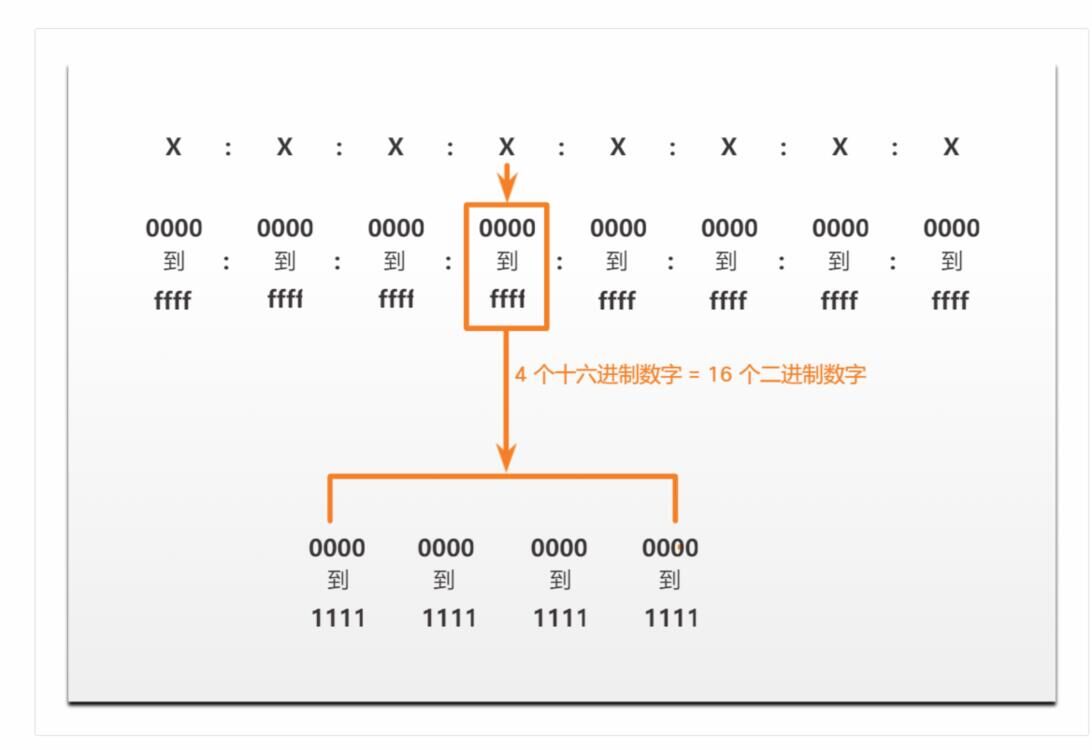 X : X : X : X : X : X : X : X
0000 0000 0000 0000 0000 0000 0000 0000
到 : 到 : 到 : 到 : 到 : 到 : 到 : 到
ffff ffff ffff ffff ffff ffff ffff ffff
4 个十六进制数字 = 16 个二进制数字
0000 0000 0000 0000
到 到 到 到
1111 1111 1111 1111